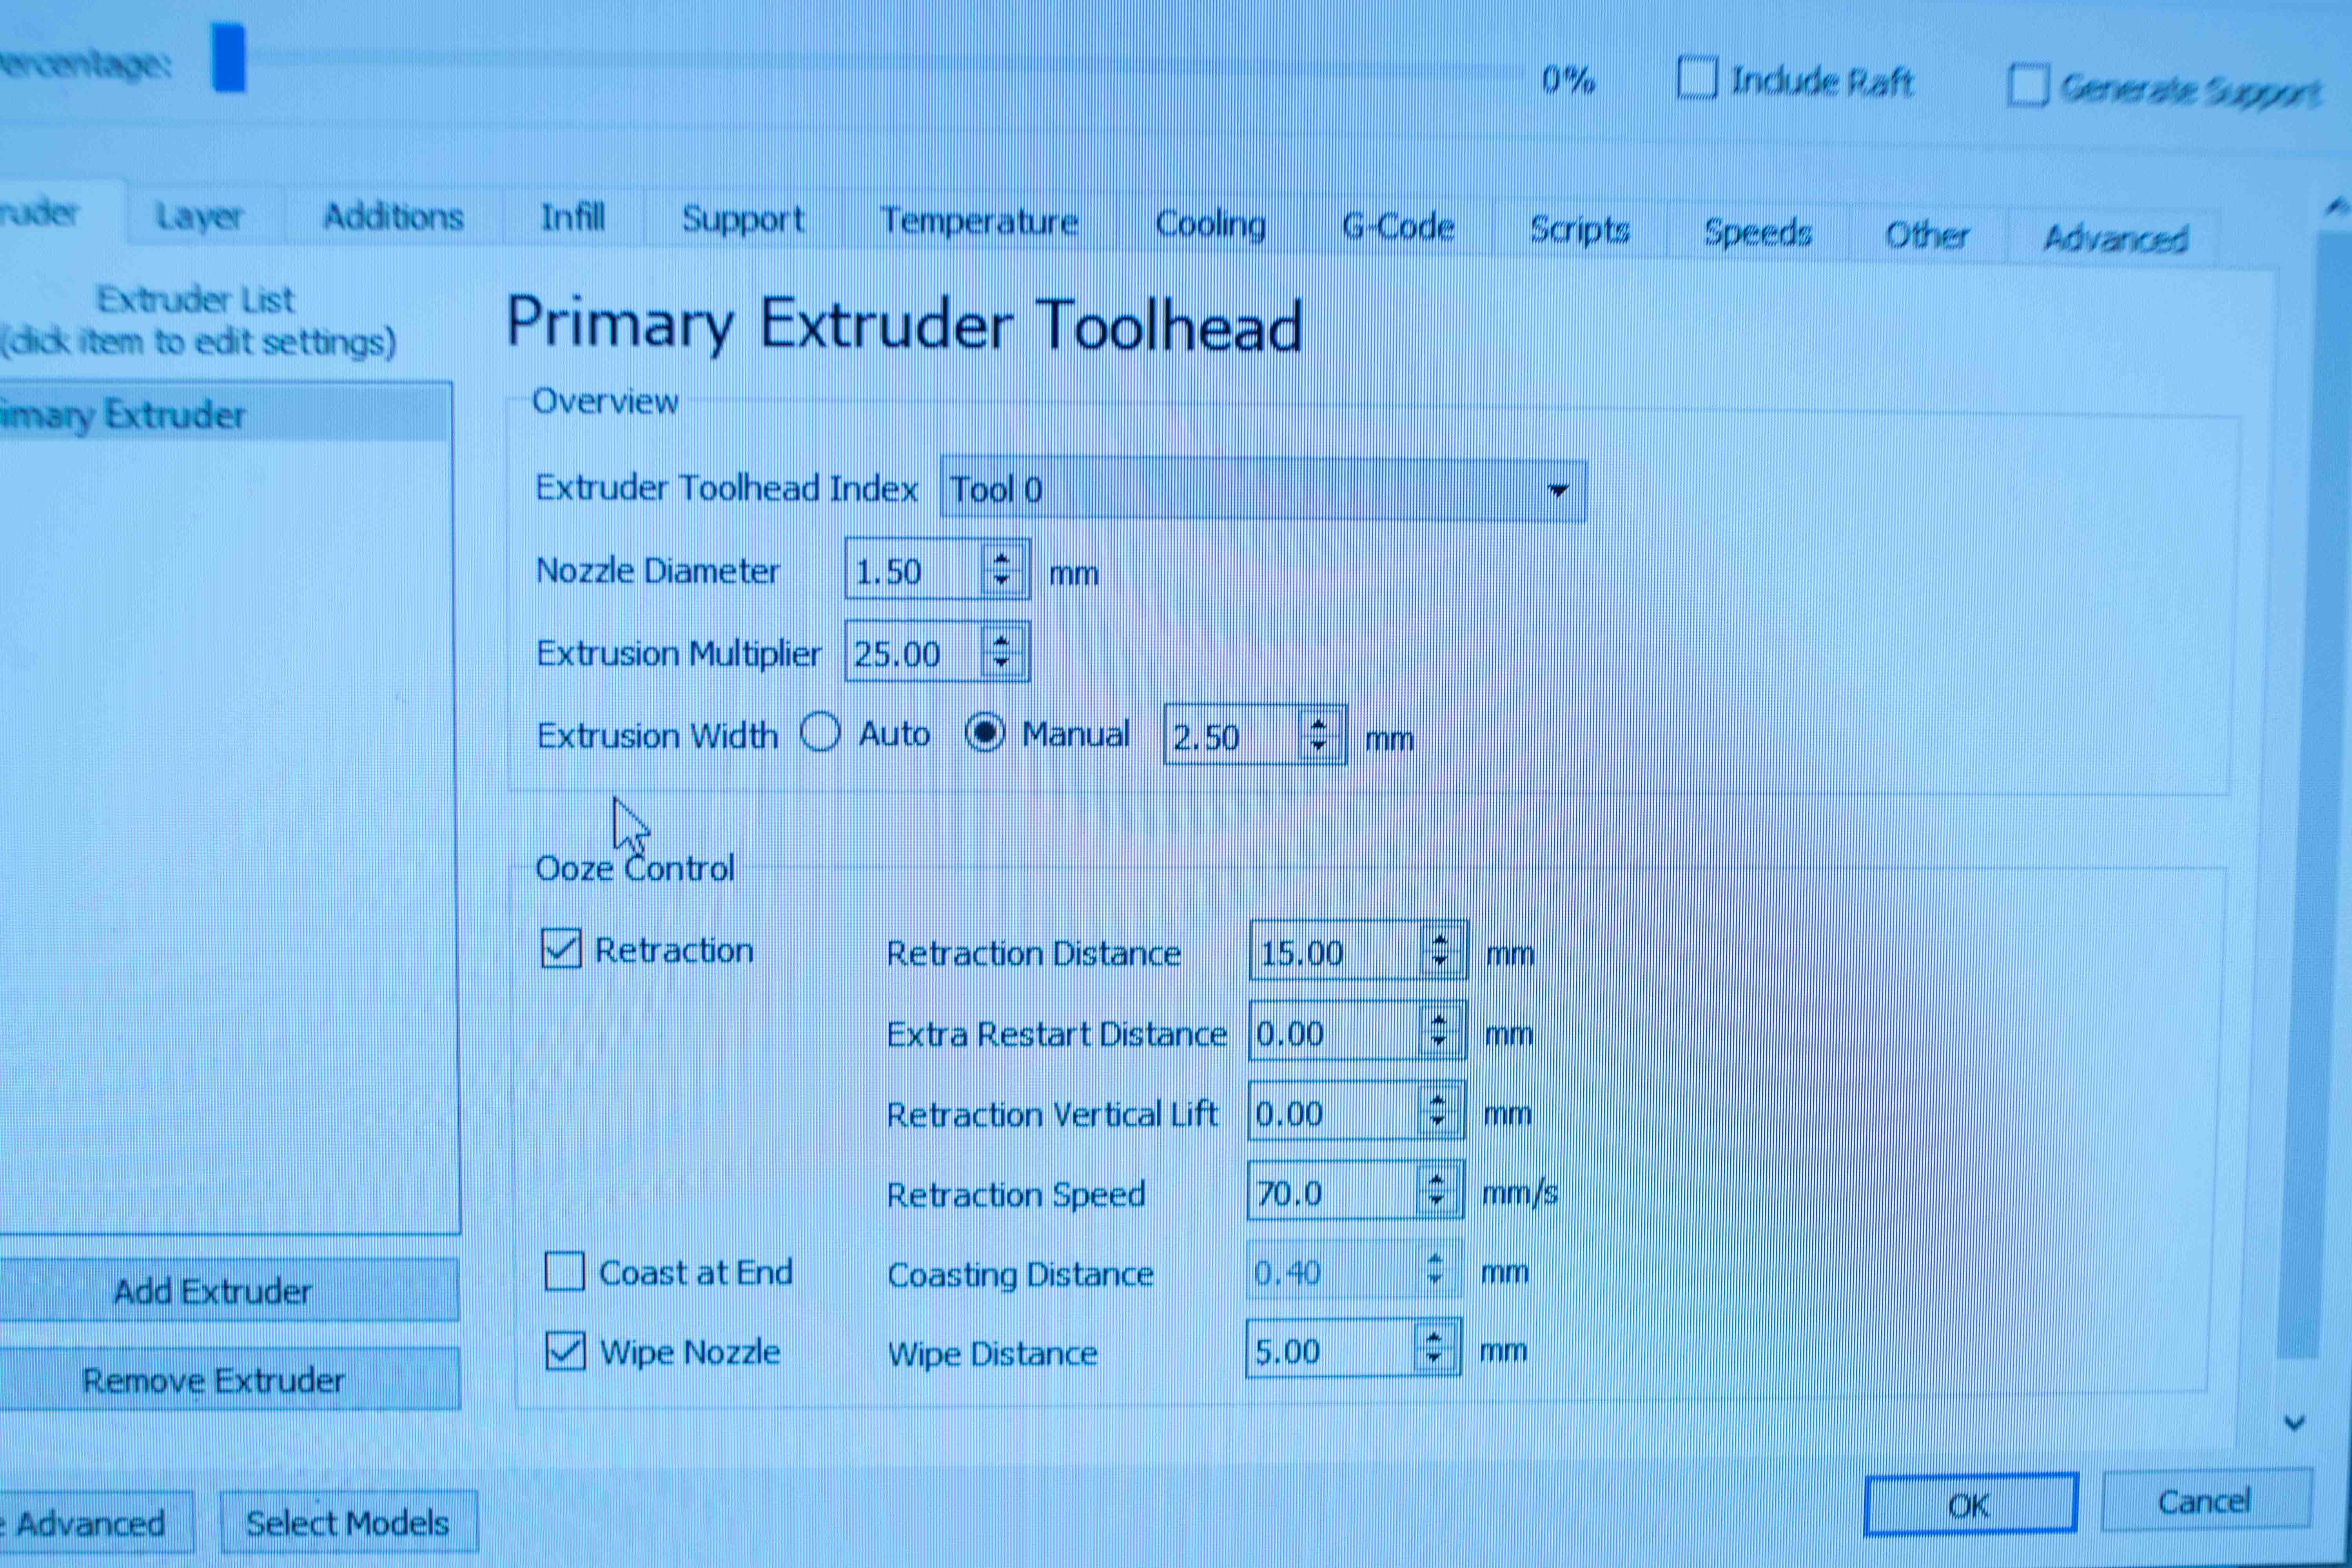 ercentage: 0% Include Raft Generate Support
ruder Layer Additions Infill Support Temperature Cooling G-Code Scripts Speeds Other Advanced
Extruder List
(click item to edit settings)
imary Extruder
Add Extruder
Remove Extruder
Primary Extruder Toolhead
Overview
Extruder Toolhead Index Tool 0
Nozzle Diameter 1.50 mm
Extrusion Multiplier 25.00
Extrusion Width Auto Manual 2.50 mm
Ooze Control
Retraction Retraction Distance 15.00 mm
Extra Restart Distance 0.00 mm
Retraction Vertical Lift 0.00 mm
Retraction Speed 70.0 mm/s
Coast at End Coasting Distance 0.40 mm
Wipe Nozzle Wipe Distance 5.00 mm
e Advanced Select Models OK Cancel